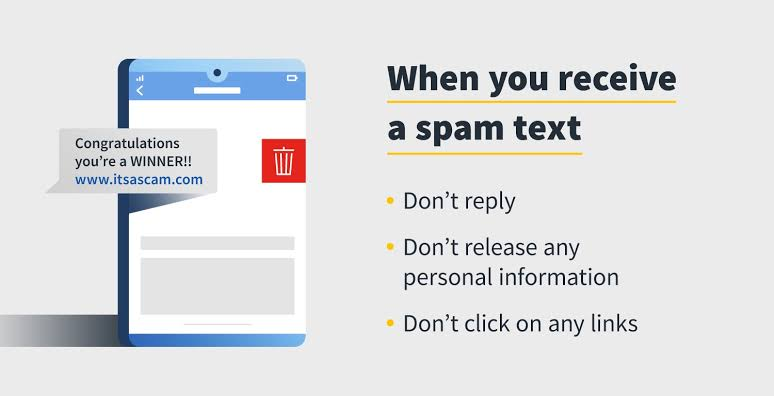 Congratulations
you're a WINNER!!
www.itsascam.com
When you receive
a spam text
• Don't reply
• Don't release any
personal information
• Don't click on any links